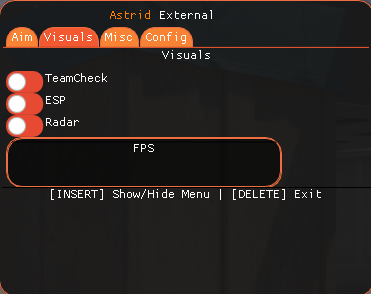 Astrid External
Aim Visuals Misc Config
Visuals
TeamCheck
ESP
Radar
FPS
[INSERT] Show/Hide Menu | [DELETE] Exit